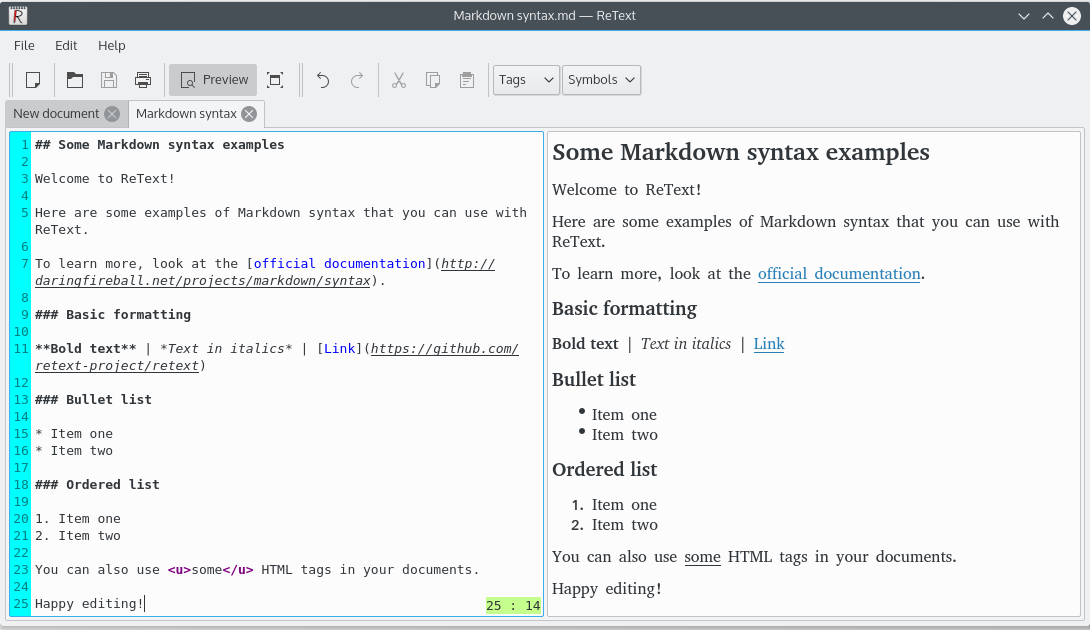 Markdown syntax.md — ReText
File Edit Help
Preview Tags Symbols
New document Markdown syntax
1 ## Some Markdown syntax examples
2
3 Welcome to ReText!
4
5 Here are some examples of Markdown syntax that you can use with
ReText.
6
7 To learn more, look at the [official documentation](http://
daringfireball.net/projects/markdown/syntax).
8
9 ### Basic formatting
10
11 **Bold text** | *Text in italics* | [Link](https://github.com/
retext-project/retext)
12
13 ### Bullet list
14
15 * Item one
16 * Item two
17
18 ### Ordered list
19
20 1. Item one
21 2. Item two
22
23 You can also use <u>some</u> HTML tags in your documents.
24
25 Happy editing!
25 : 14
Some Markdown syntax examples
Welcome to ReText!
Here are some examples of Markdown syntax that you can use with
ReText.
To learn more, look at the official documentation.
Basic formatting
Bold text | Text in italics | Link
Bullet list
• Item one
• Item two
Ordered list
1. Item one
2. Item two
You can also use some HTML tags in your documents.
Happy editing!